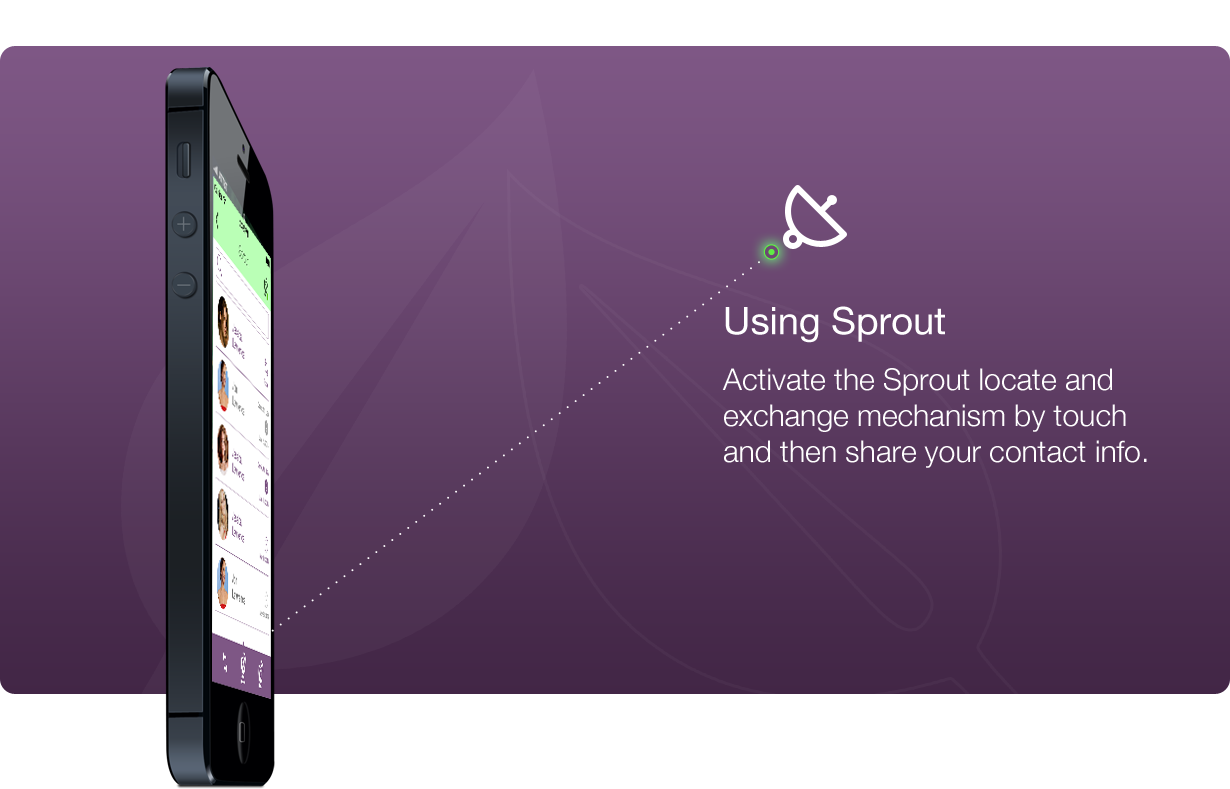 Using Sprout
Activate the Sprout locate and
exchange mechanism by touch
and then share your contact info.